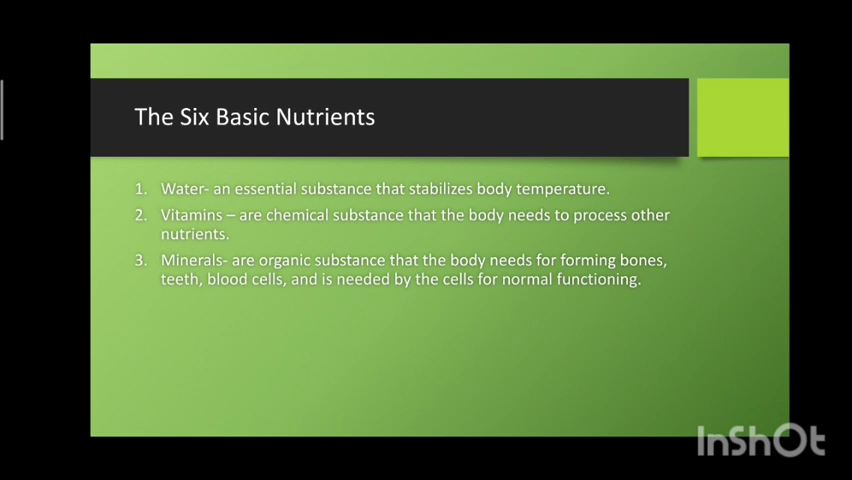 The Six Basic Nutrients
1. Water- an essential substance that stabilizes body temperature.
2. Vitamins – are chemical substance that the body needs to process other
nutrients.
3. Minerals- are organic substance that the body needs for forming bones,
teeth, blood cells, and is needed by the cells for normal functioning.
InShOt